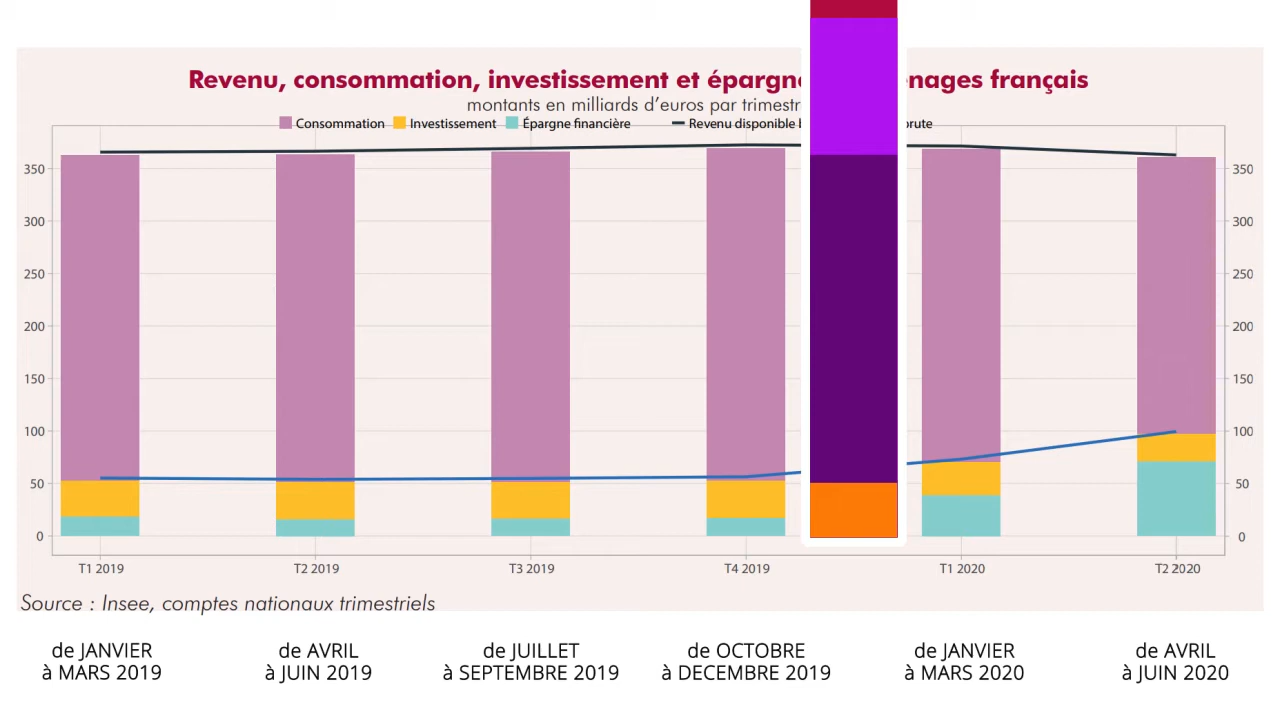 Revenu, consommation, investissement et épargne nages français
montants en milliards d'euros par trimestr
Consommation Investissement Épargne financière Revenu disponible brute
350 350
300 300
250 250
200 200
150 150
100 100
50 50
0 0
T1 2019 T2 2019 T3 2019 T4 2019 T1 2020 T2 2020
Source : Insee, comptes nationaux trimestriels
de JANVIER de AVRIL de JUILLET de OCTOBRE de JANVIER de AVRIL
à MARS 2019 à JUIN 2019 à SEPTEMBRE 2019 à DECEMBRE 2019 à MARS 2020 à JUIN 2020